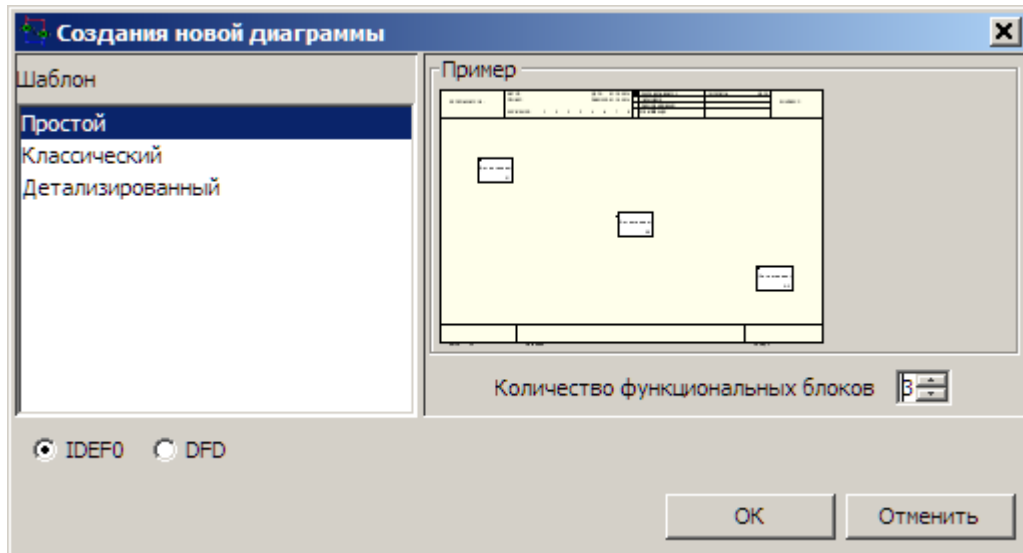 Создания новой диаграммы
Шаблон
Простой
Классический
Детализированный
Пример
Количество функциональных блоков 3
IDEF0 DFD
OK Отменить